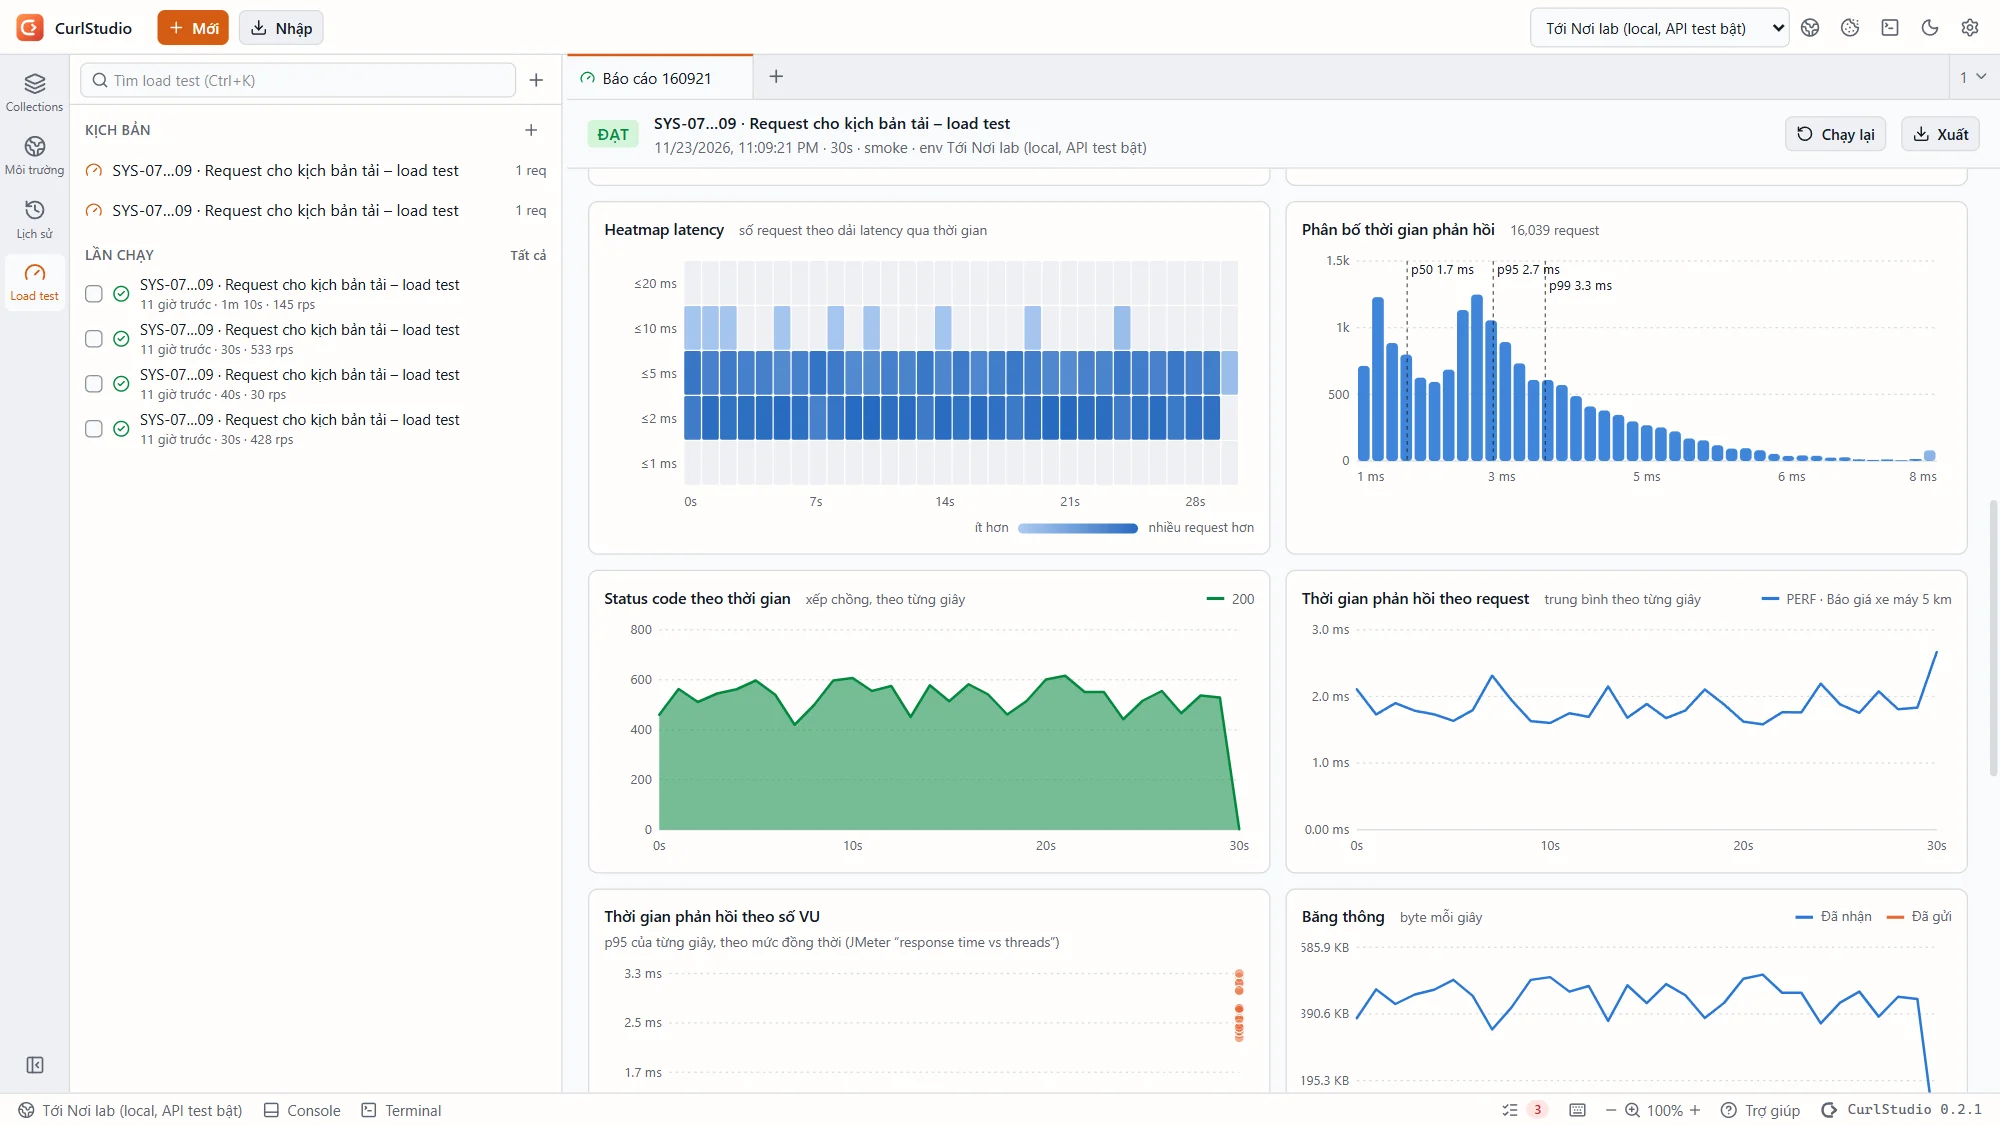 CurlStudio
Mới
Nhập
Tới Nơi lab (local, API test bật)
Collections
Môi trường
Lịch sử
Load test
Tìm load test (Ctrl+K)
KỊCH BẢN
SYS-07...09 · Request cho kịch bản tải – load test
1 req
SYS-07...09 · Request cho kịch bản tải – load test
1 req
LẦN CHẠY
Tất cả
SYS-07...09 · Request cho kịch bản tải – load test
11 giờ trước · 1m 10s · 145 rps
SYS-07...09 · Request cho kịch bản tải – load test
11 giờ trước · 30s · 533 rps
SYS-07...09 · Request cho kịch bản tải – load test
11 giờ trước · 40s · 30 rps
SYS-07...09 · Request cho kịch bản tải – load test
11 giờ trước · 30s · 428 rps
Báo cáo 160921
1
ĐẠT
SYS-07...09 · Request cho kịch bản tải – load test
11/23/2026, 11:09:21 PM · 30s · smoke · env Tới Nơi lab (local, API test bật)
Chạy lại
Xuất
Heatmap latency
số request theo dải latency qua thời gian
≤20 ms
≤10 ms
≤5 ms
≤2 ms
≤1 ms
0s
7s
14s
21s
28s
ít hơn
nhiều request hơn
Phân bố thời gian phản hồi
16,039 request
1.5k
1k
500
0
p50 1.7 ms
p95 2.7 ms
p99 3.3 ms
1 ms
3 ms
5 ms
6 ms
8 ms
Status code theo thời gian
xếp chồng, theo từng giây
200
800
600
400
200
0
0s
10s
20s
30s
Thời gian phản hồi theo request
trung bình theo từng giây
PERF · Báo giá xe máy 5 km
3.0 ms
2.0 ms
1.0 ms
0.00 ms
0s
10s
20s
30s
Thời gian phản hồi theo số VU
p95 của từng giây, theo mức đồng thời (JMeter “response time vs threads”)
3.3 ms
2.5 ms
1.7 ms
Băng thông
byte mỗi giây
Đã nhận
Đã gửi
585.9 KB
390.6 KB
195.3 KB
Tới Nơi lab (local, API test bật)
Console
Terminal
3
100%
Trợ giúp
CurlStudio 0.2.1